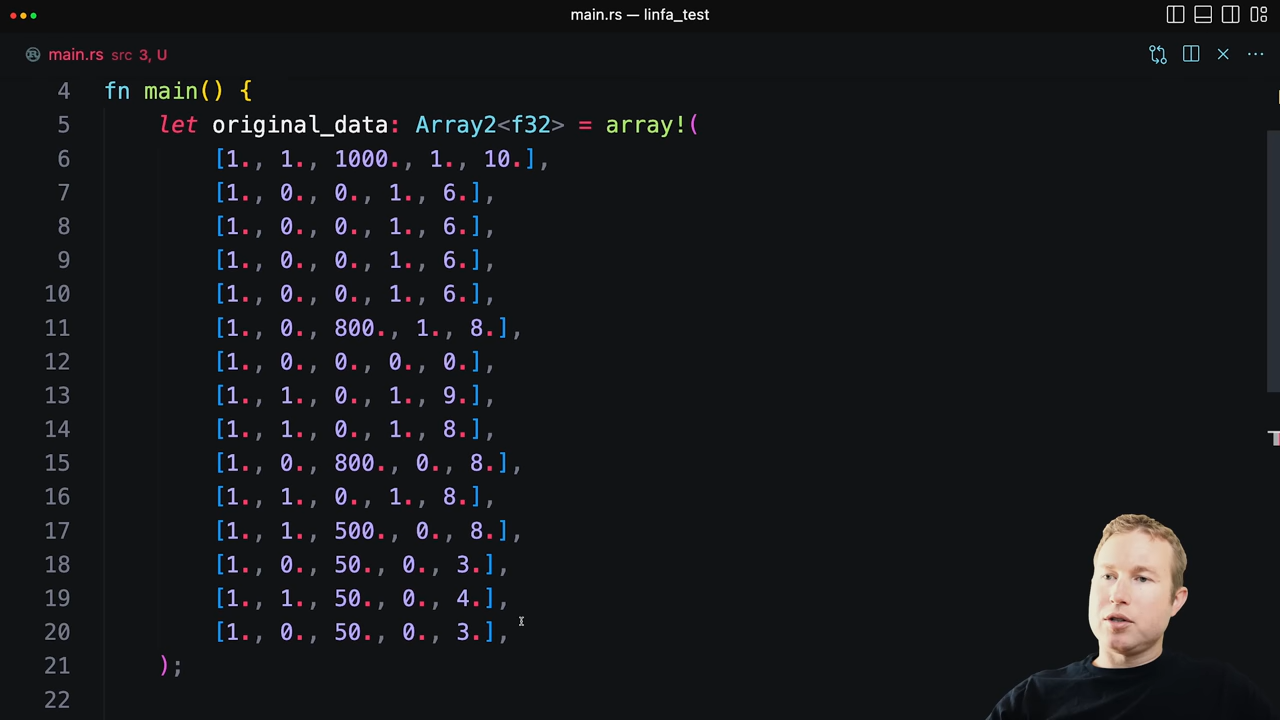 main.rs — linfa_test
main.rs src 3, U
4 fn main() {
5 let original_data: Array2<f32> = array!(
6 [1., 1., 1000., 1., 10.],
7 [1., 0., 0., 1., 6.],
8 [1., 0., 0., 1., 6.],
9 [1., 0., 0., 1., 6.],
10 [1., 0., 0., 1., 6.],
11 [1., 0., 800., 1., 8.],
12 [1., 0., 0., 0., 0.],
13 [1., 1., 0., 1., 9.],
14 [1., 1., 0., 1., 8.],
15 [1., 0., 800., 0., 8.],
16 [1., 1., 0., 1., 8.],
17 [1., 1., 500., 0., 8.],
18 [1., 0., 50., 0., 3.],
19 [1., 1., 50., 0., 4.],
20 [1., 0., 50., 0., 3.],
21 );
22